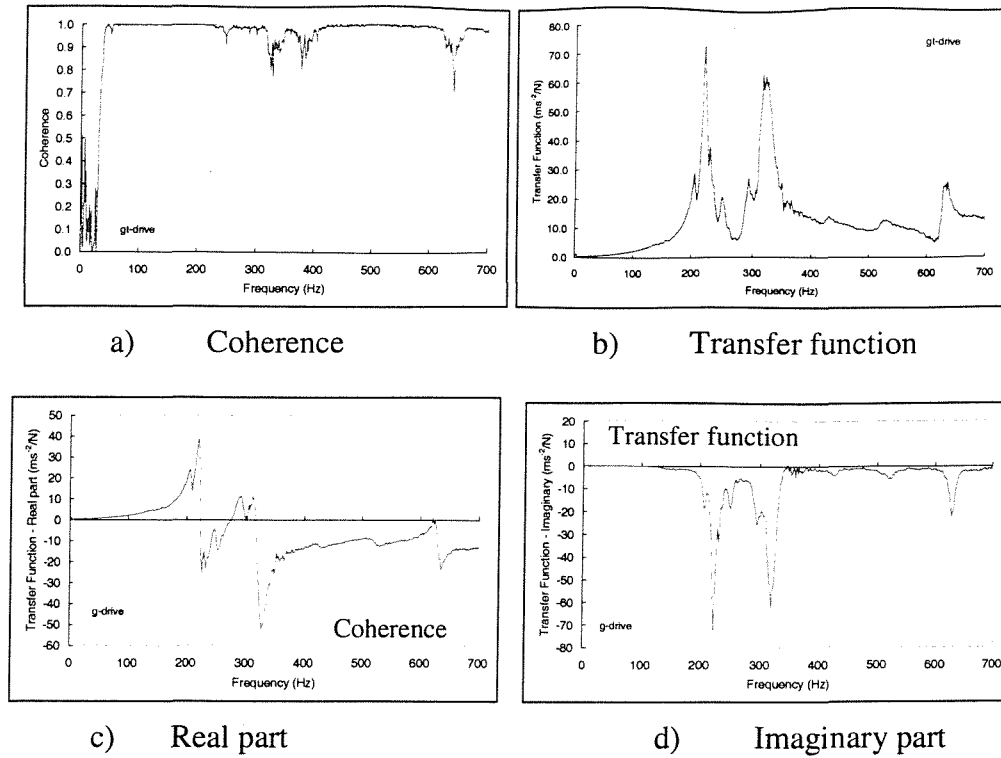 1.0
0.9
0.8
0.7
0.6
0.5
0.4
0.3
0.2
0.1
0.0
Coherence
gt-drive
0 100 200 300 400 500 600 700
Frequency (Hz)
a) Coherence
80.0
70.0
60.0
50.0
40.0
30.0
20.0
10.0
0.0
Transfer Function (ms⁻²/N)
gt-drive
0 100 200 300 400 500 600 700
Frequency (Hz)
b) Transfer function
50
40
30
20
10
0
-10
-20
-30
-40
-50
-60
Transfer Function - Real part (ms⁻²/N)
g-drive
Coherence
0 100 200 300 400 500 600 700
Frequency (Hz)
c) Real part
20
10
0
-10
-20
-30
-40
-50
-60
-70
-80
Transfer Function - Imaginary (ms⁻²/N)
Transfer function
g-drive
0 100 200 300 400 500 600 700
Frequency (Hz)
d) Imaginary part